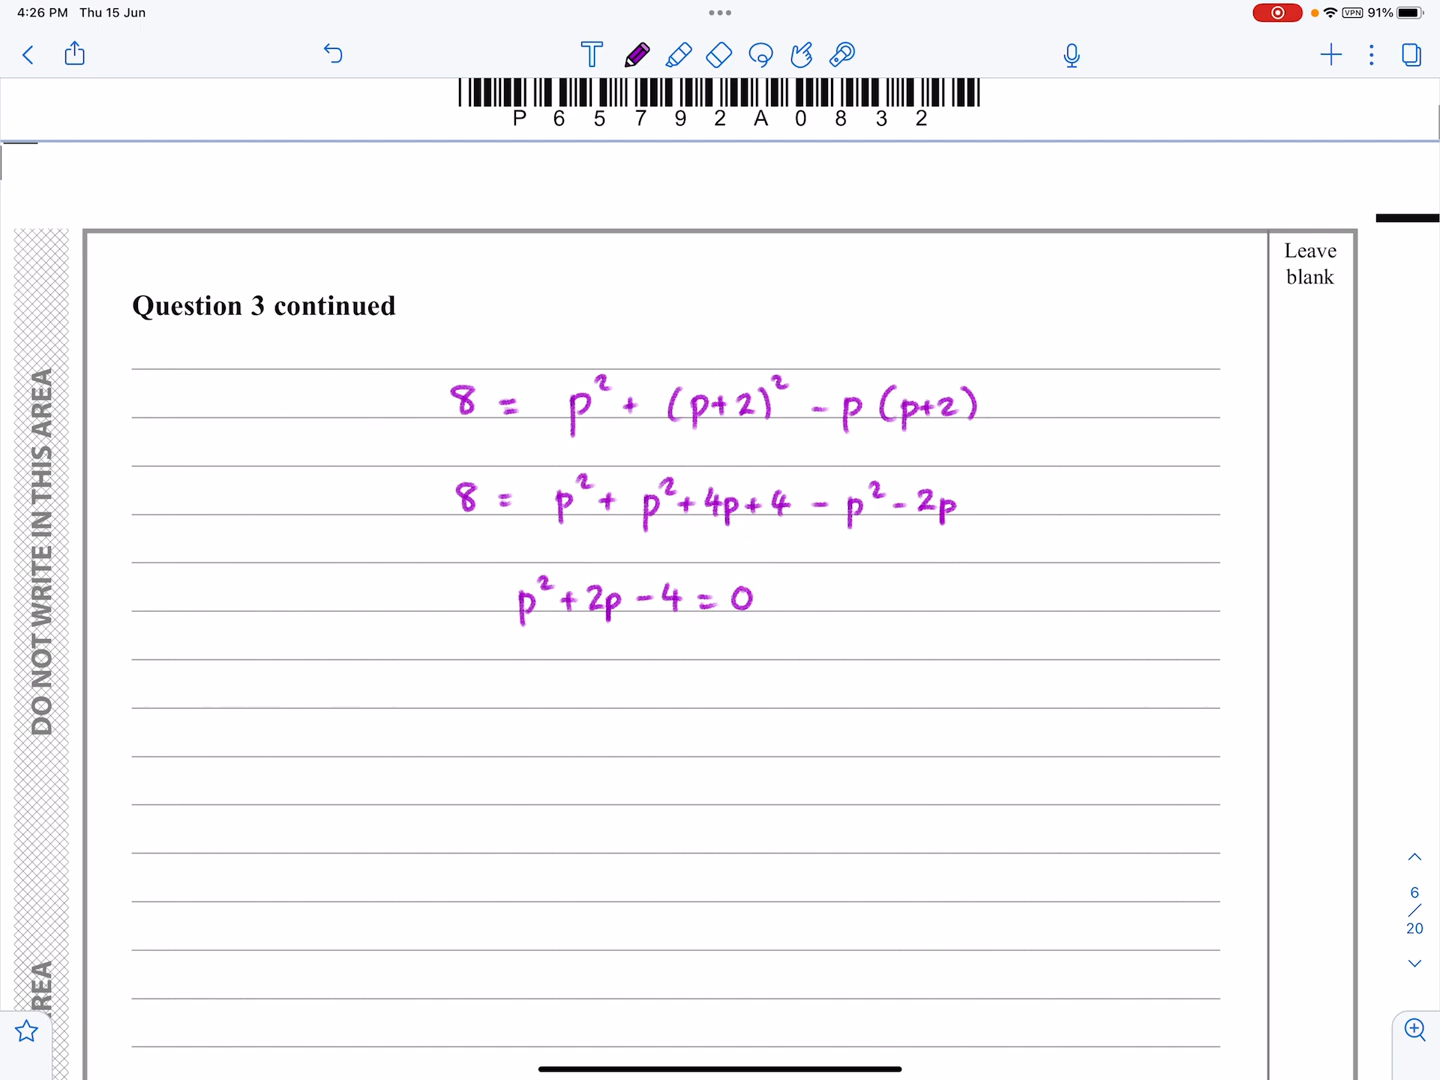 4:26 PM Thu 15 Jun
VPN 91%
P 6 5 7 9 2 A 0 8 3 2
Leave
blank
Question 3 continued
8 = p² + (p+2)² - p (p+2)
8 = p² + p² + 4p + 4 - p² - 2p
p² + 2p - 4 = 0
DO NOT WRITE IN THIS AREA
REA
6
/
20